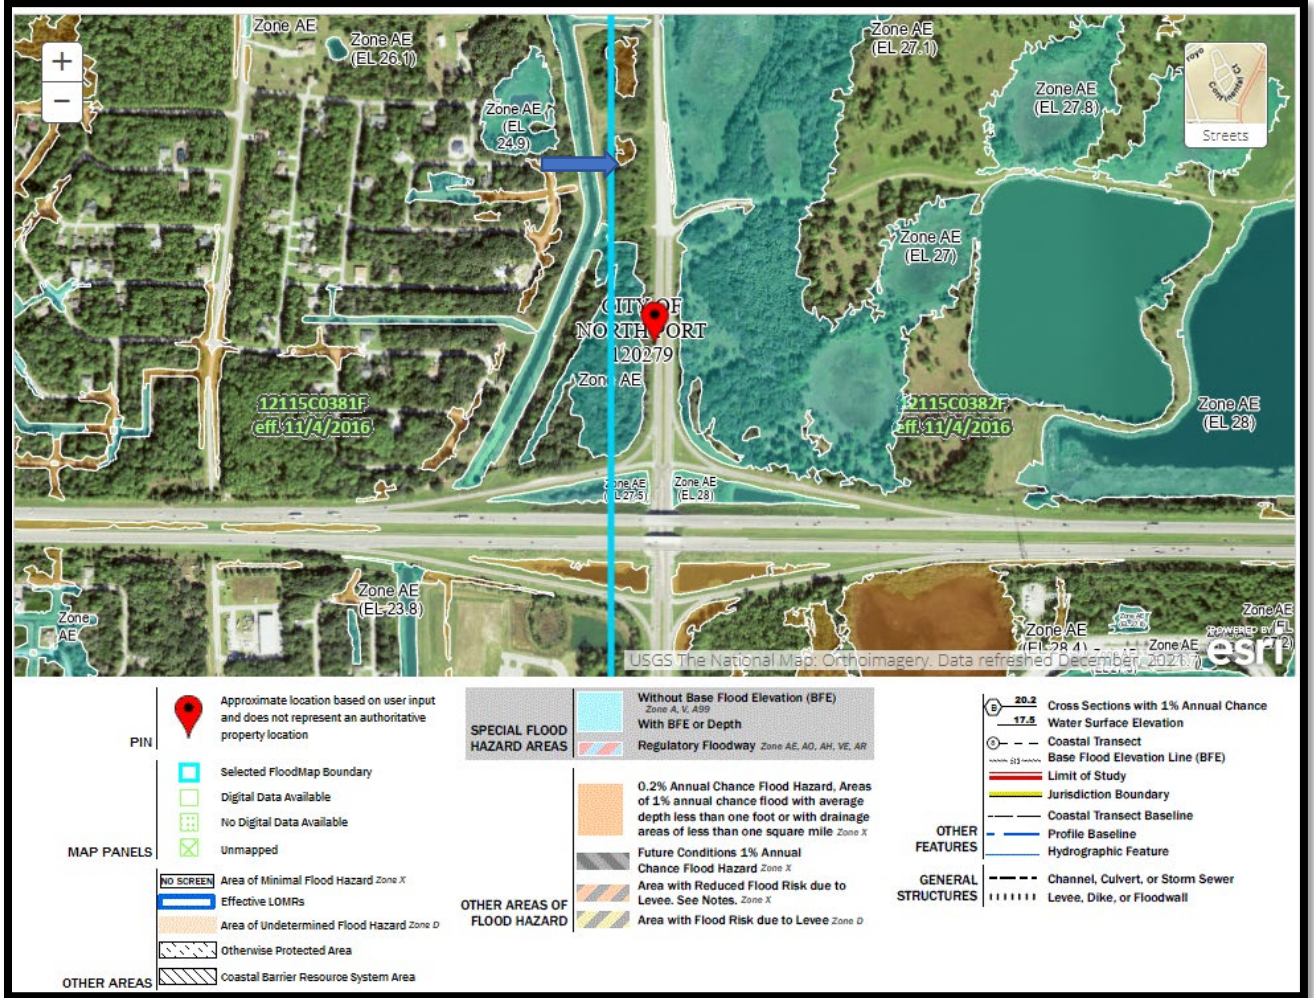 Zone AE
Zone AE
(EL 26.1)
Zone AE
(EL 27.1)
Zone AE
(EL 27.8)
Zone AE
(EL
24.9)
+
−
royo
Continental Ct
Streets
Zone AE
(EL 27)
CITY OF
NORTH PORT
120279
Zone AE
12115C0381F
eff. 11/4/2016
12115C0382F
eff. 11/4/2016
Zone AE
(EL 28)
Zone AE
(EL 27.5)
Zone AE
(EL 28)
Zone AE
(EL 23.8)
Zone
AE
Zone AE
(EL 28.4)
Zone AE
Zone AE
(EL
POWERED BY
esri
USGS The National Map: Orthoimagery. Data refreshed December, 2021.
PIN
Approximate location based on user input
and does not represent an authoritative
property location
MAP PANELS
Selected FloodMap Boundary
Digital Data Available
No Digital Data Available
Unmapped
OTHER AREAS
NO SCREEN Area of Minimal Flood Hazard Zone X
Effective LOMRs
Area of Undetermined Flood Hazard Zone D
Otherwise Protected Area
Coastal Barrier Resource System Area
SPECIAL FLOOD
HAZARD AREAS
Without Base Flood Elevation (BFE)
Zone A, V, A99
With BFE or Depth
Regulatory Floodway Zone AE, AO, AH, VE, AR
OTHER AREAS OF
FLOOD HAZARD
0.2% Annual Chance Flood Hazard, Areas
of 1% annual chance flood with average
depth less than one foot or with drainage
areas of less than one square mile Zone X
Future Conditions 1% Annual
Chance Flood Hazard Zone X
Area with Reduced Flood Risk due to
Levee. See Notes. Zone X
Area with Flood Risk due to Levee Zone D
OTHER
FEATURES
B 20.2 Cross Sections with 1% Annual Chance
17.5 Water Surface Elevation
8 Coastal Transect
513 Base Flood Elevation Line (BFE)
Limit of Study
Jurisdiction Boundary
Coastal Transect Baseline
Profile Baseline
Hydrographic Feature
GENERAL
STRUCTURES
Channel, Culvert, or Storm Sewer
Levee, Dike, or Floodwall